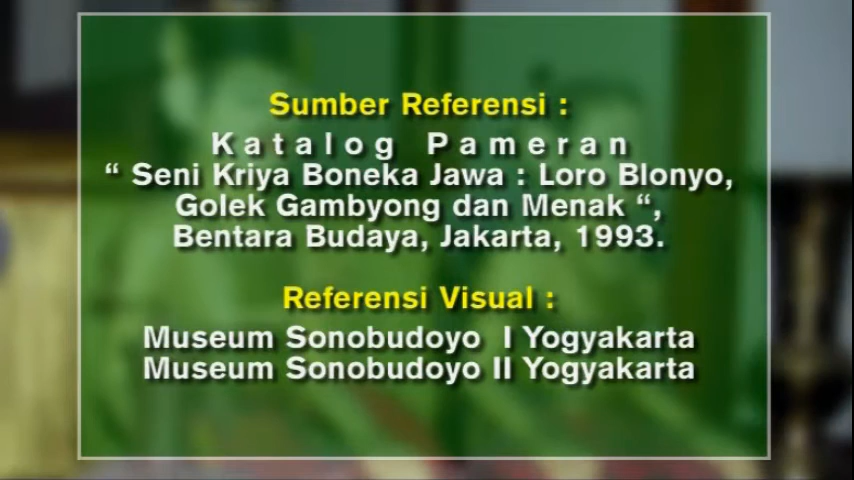 Sumber Referensi :
Katalog Pameran
“ Seni Kriya Boneka Jawa : Loro Blonyo,
Golek Gambyong dan Menak “,
Bentara Budaya, Jakarta, 1993.
Referensi Visual :
Museum Sonobudoyo I Yogyakarta
Museum Sonobudoyo II Yogyakarta